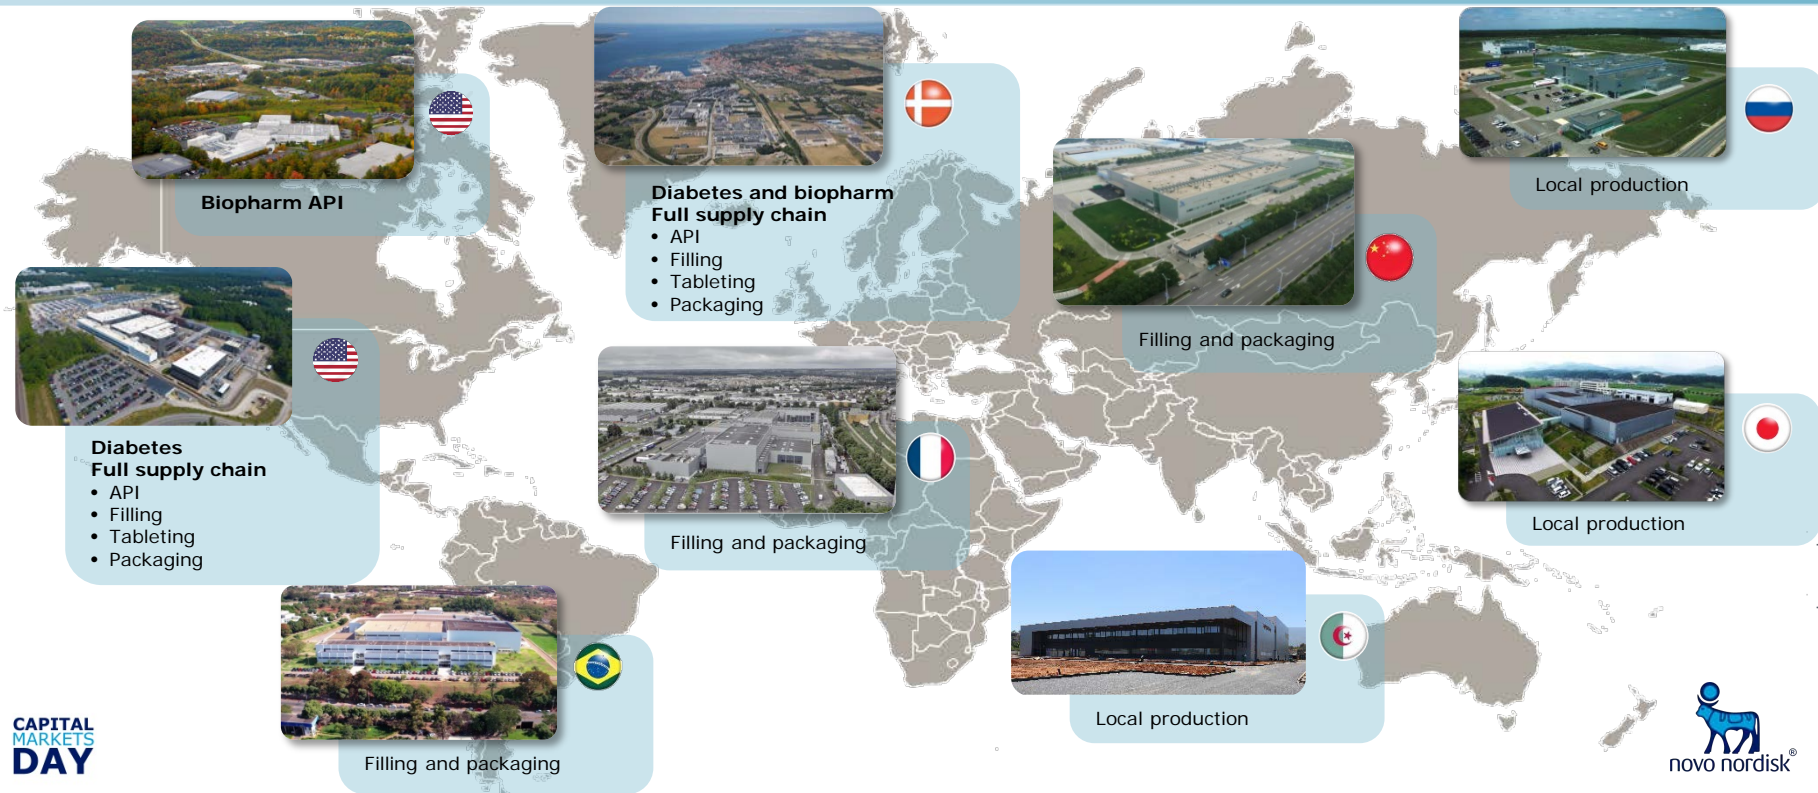 Biopharm API
Diabetes and biopharm
Full supply chain
• API
• Filling
• Tableting
• Packaging
Local production
Filling and packaging
Diabetes
Full supply chain
• API
• Filling
• Tableting
• Packaging
Filling and packaging
Local production
Local production
Filling and packaging
CAPITAL
MARKETS
DAY
novo nordisk®